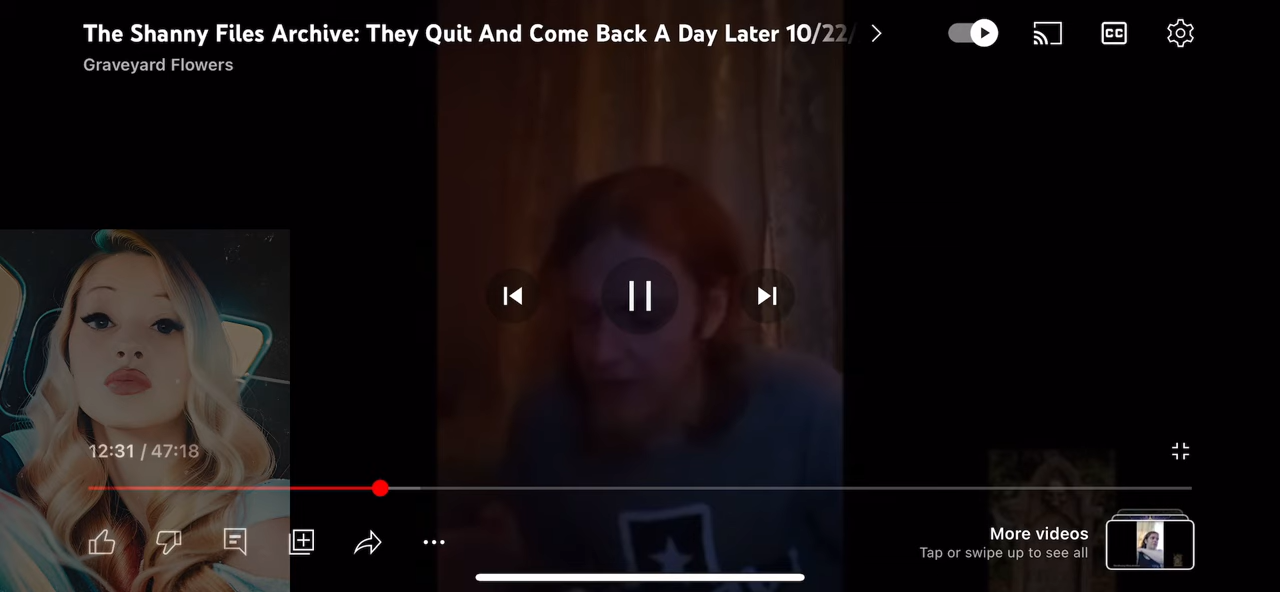 The Shanny Files Archive: They Quit And Come Back A Day Later 10/22/
Graveyard Flowers
CC
12:31 / 47:18
More videos
Tap or swipe up to see all